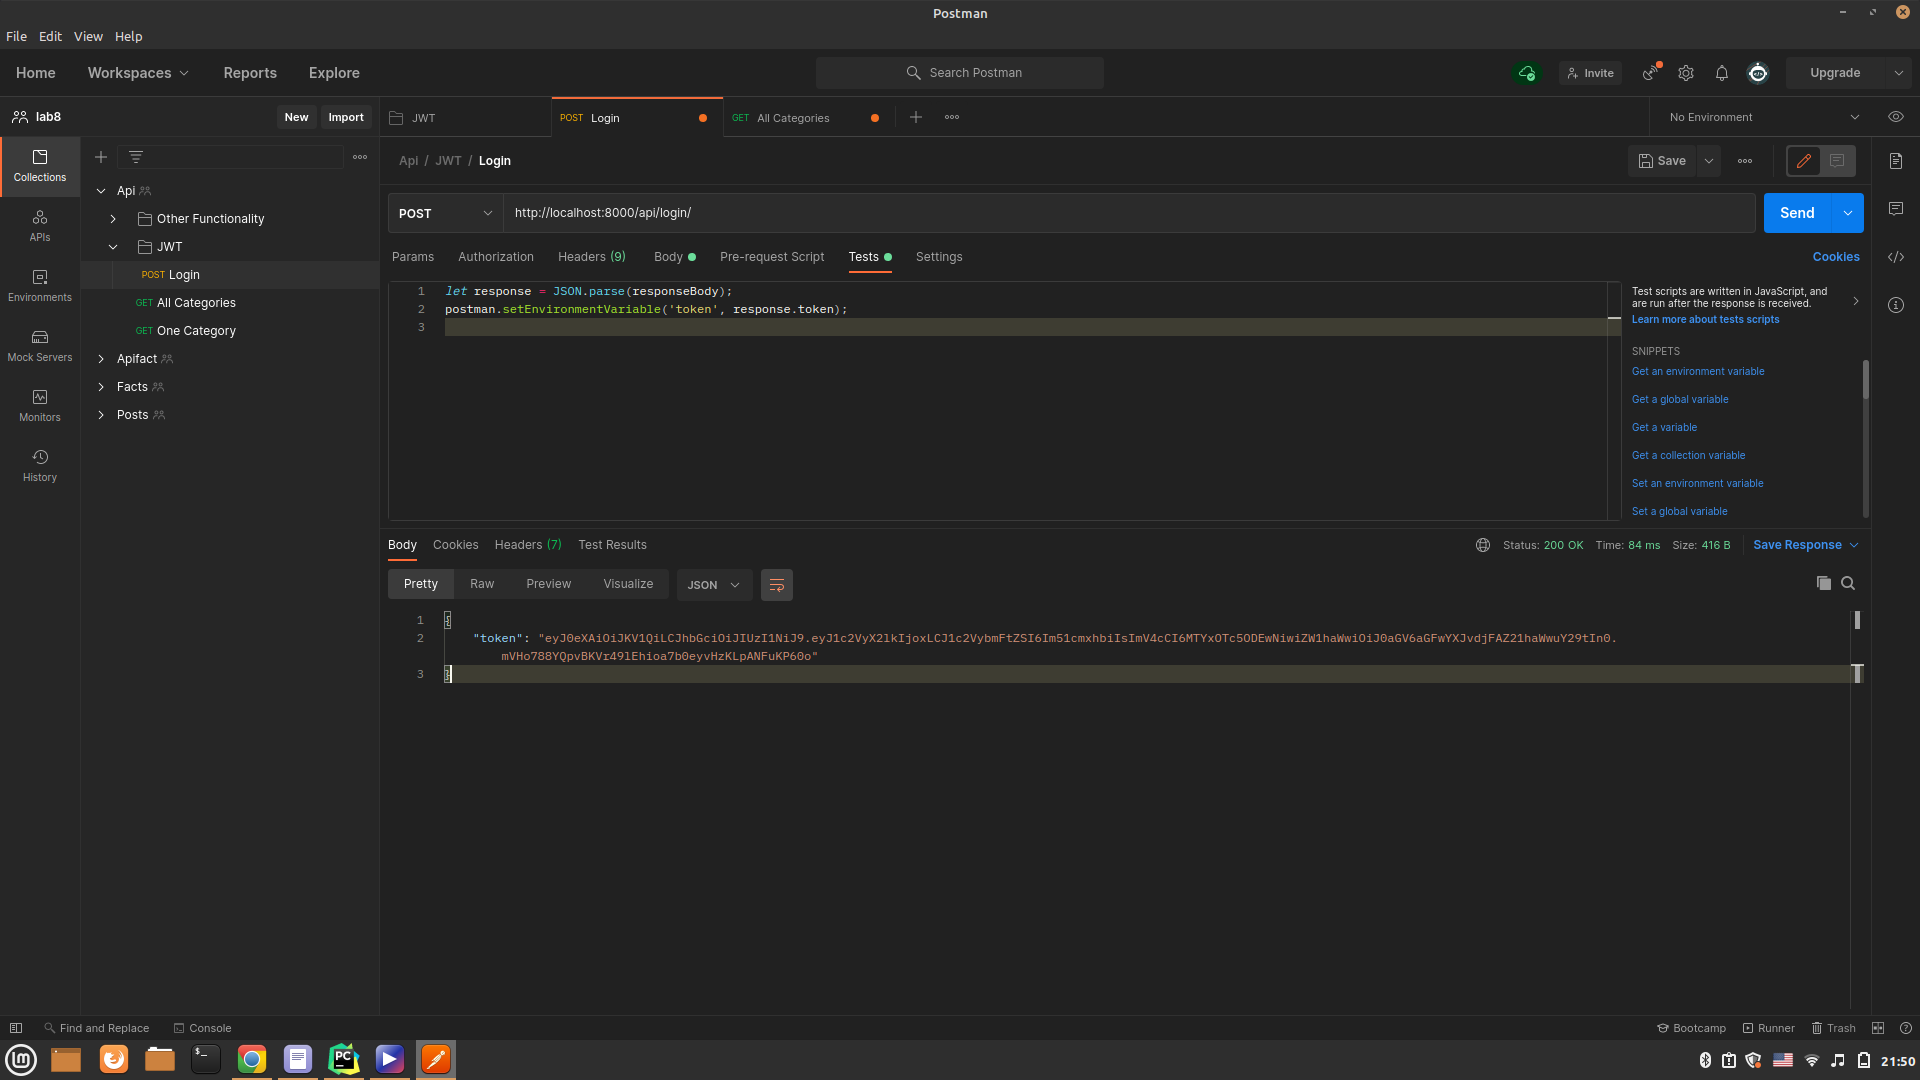 Postman
File Edit View Help
Home Workspaces Reports Explore Search Postman Invite Upgrade
lab8 New Import JWT POST Login GET All Categories No Environment
Collections
APIs
Environments
Mock Servers
Monitors
History
Api
Other Functionality
JWT
POST Login
GET All Categories
GET One Category
Apifact
Facts
Posts
Api / JWT / Login Save
POST http://localhost:8000/api/login/ Send
Params Authorization Headers (9) Body Pre-request Script Tests Settings Cookies
1 let response = JSON.parse(responseBody);
2 postman.setEnvironmentVariable('token', response.token);
3
Test scripts are written in JavaScript, and
are run after the response is received.
Learn more about tests scripts
SNIPPETS
Get an environment variable
Get a global variable
Get a variable
Get a collection variable
Set an environment variable
Set a global variable
Body Cookies Headers (7) Test Results Status: 200 OK Time: 84 ms Size: 416 B Save Response
Pretty Raw Preview Visualize JSON
1 {
2 "token": "eyJ0eXAiOiJKV1QiLCJhbGciOiJIUzI1NiJ9.eyJ1c2VyX2lkIjoxLCJ1c2VybmFtZSI6Im51cmxhbiIsImV4cCI6MTYxOTc5ODEwNiwiZW1haWwiOiJ0aGV6aGFwYXJvdjFAZ21haWwuY29tIn0.
mVHo788YQpvBKVr49lEhioa7b0eyvHzKLpANFuKP60o"
3 }
Find and Replace Console Bootcamp Runner Trash
PC 21:50